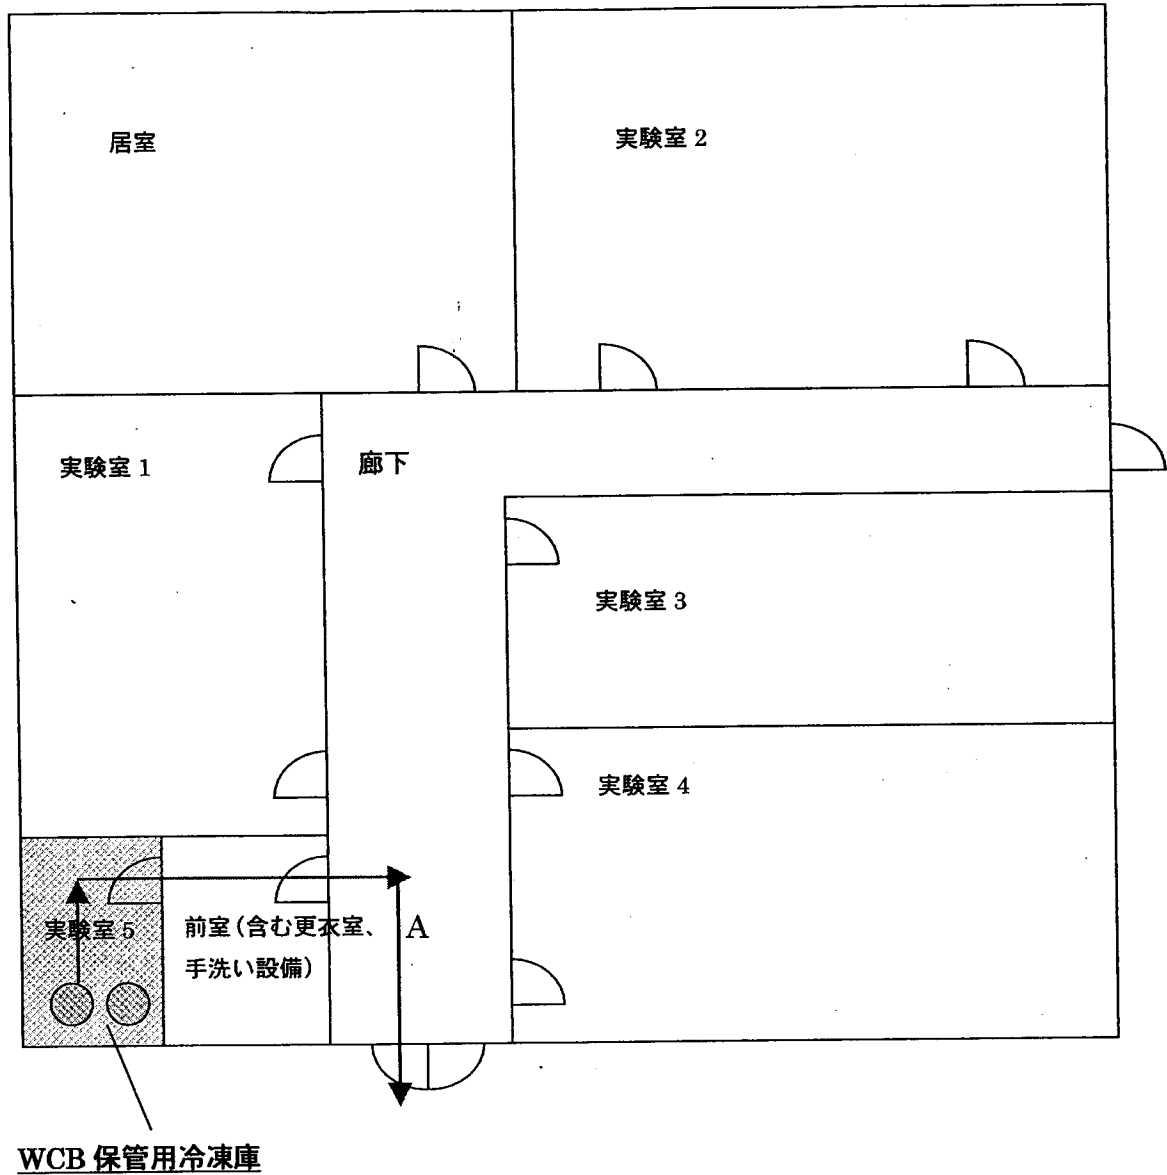 居室
実験室 2
実験室 1
廊下
実験室 3
実験室 4
実験室 5
前室(含む更衣室、
手洗い設備)
A
WCB 保管用冷凍庫